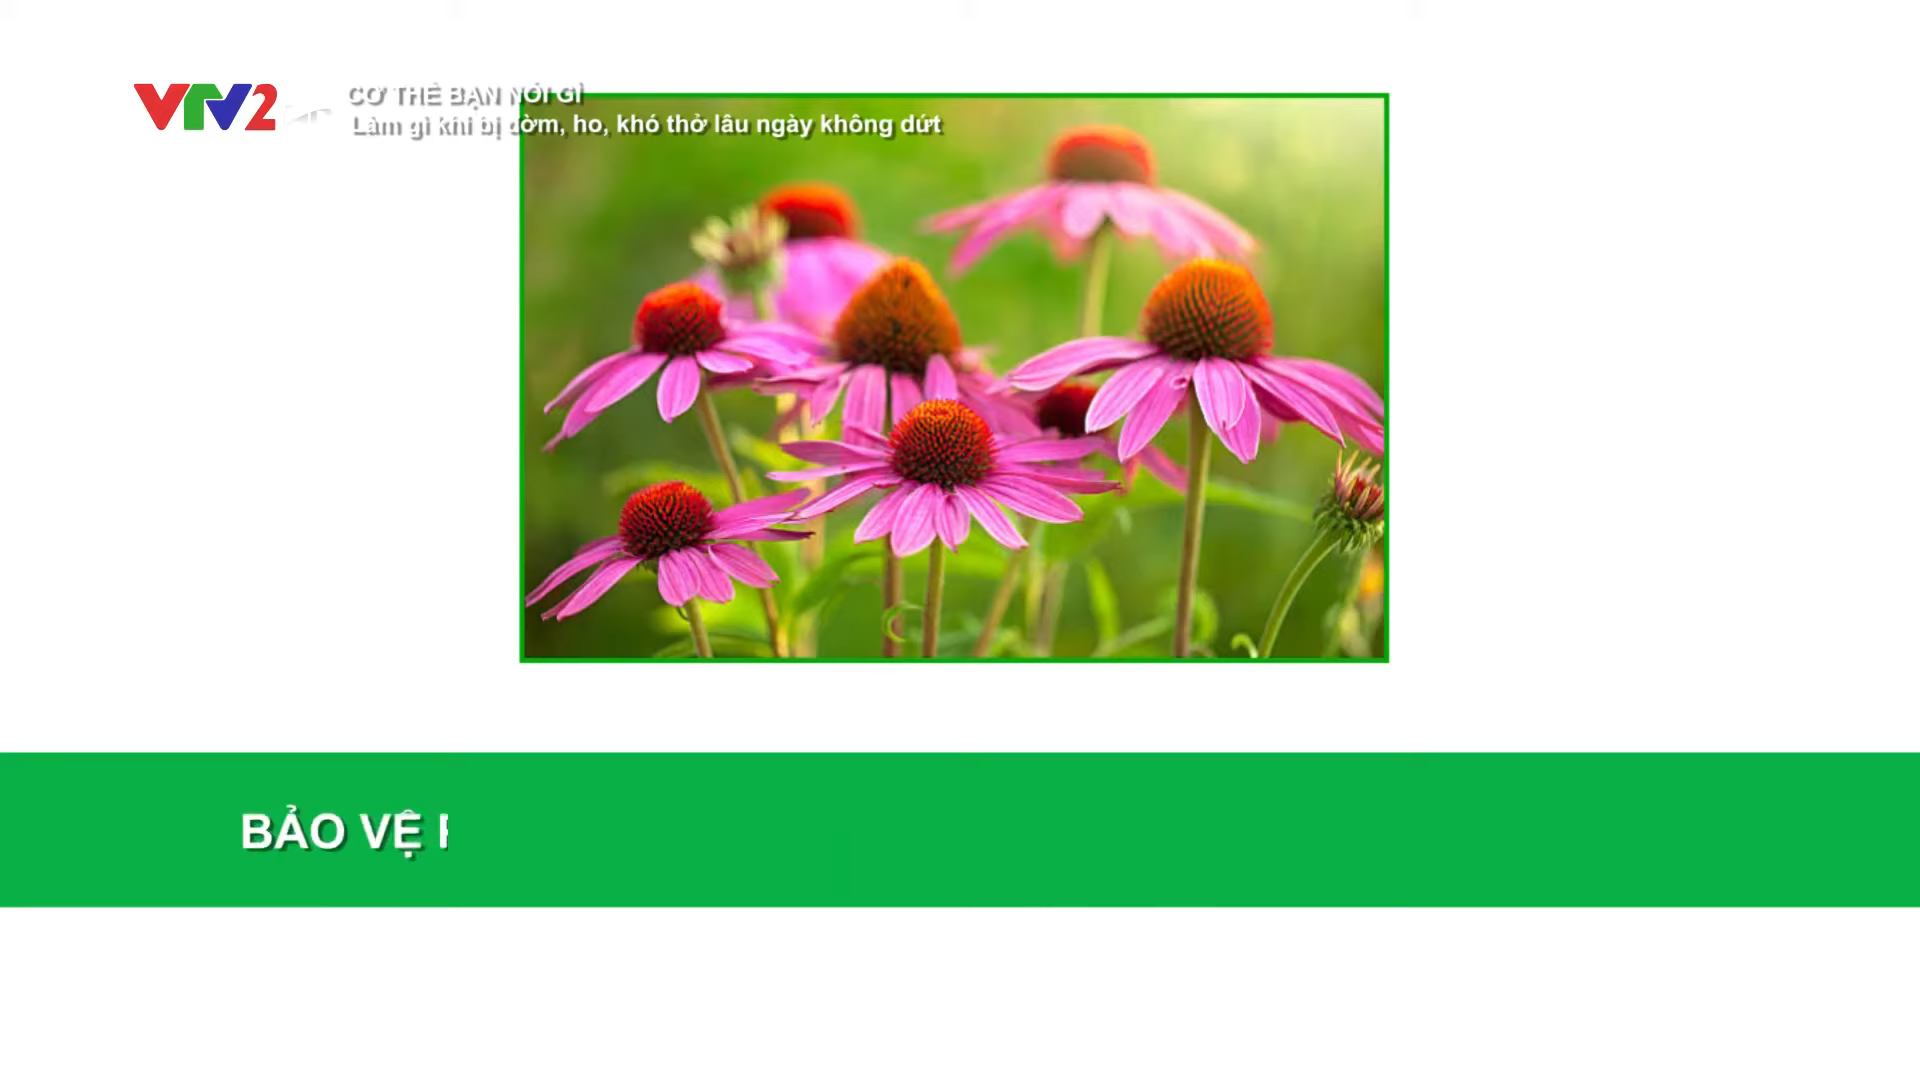 VTV2
CƠ THỂ BẠN NÓI GÌ
Làm gì khi bị đờm, ho, khó thở lâu ngày không dứt
BẢO VỆ